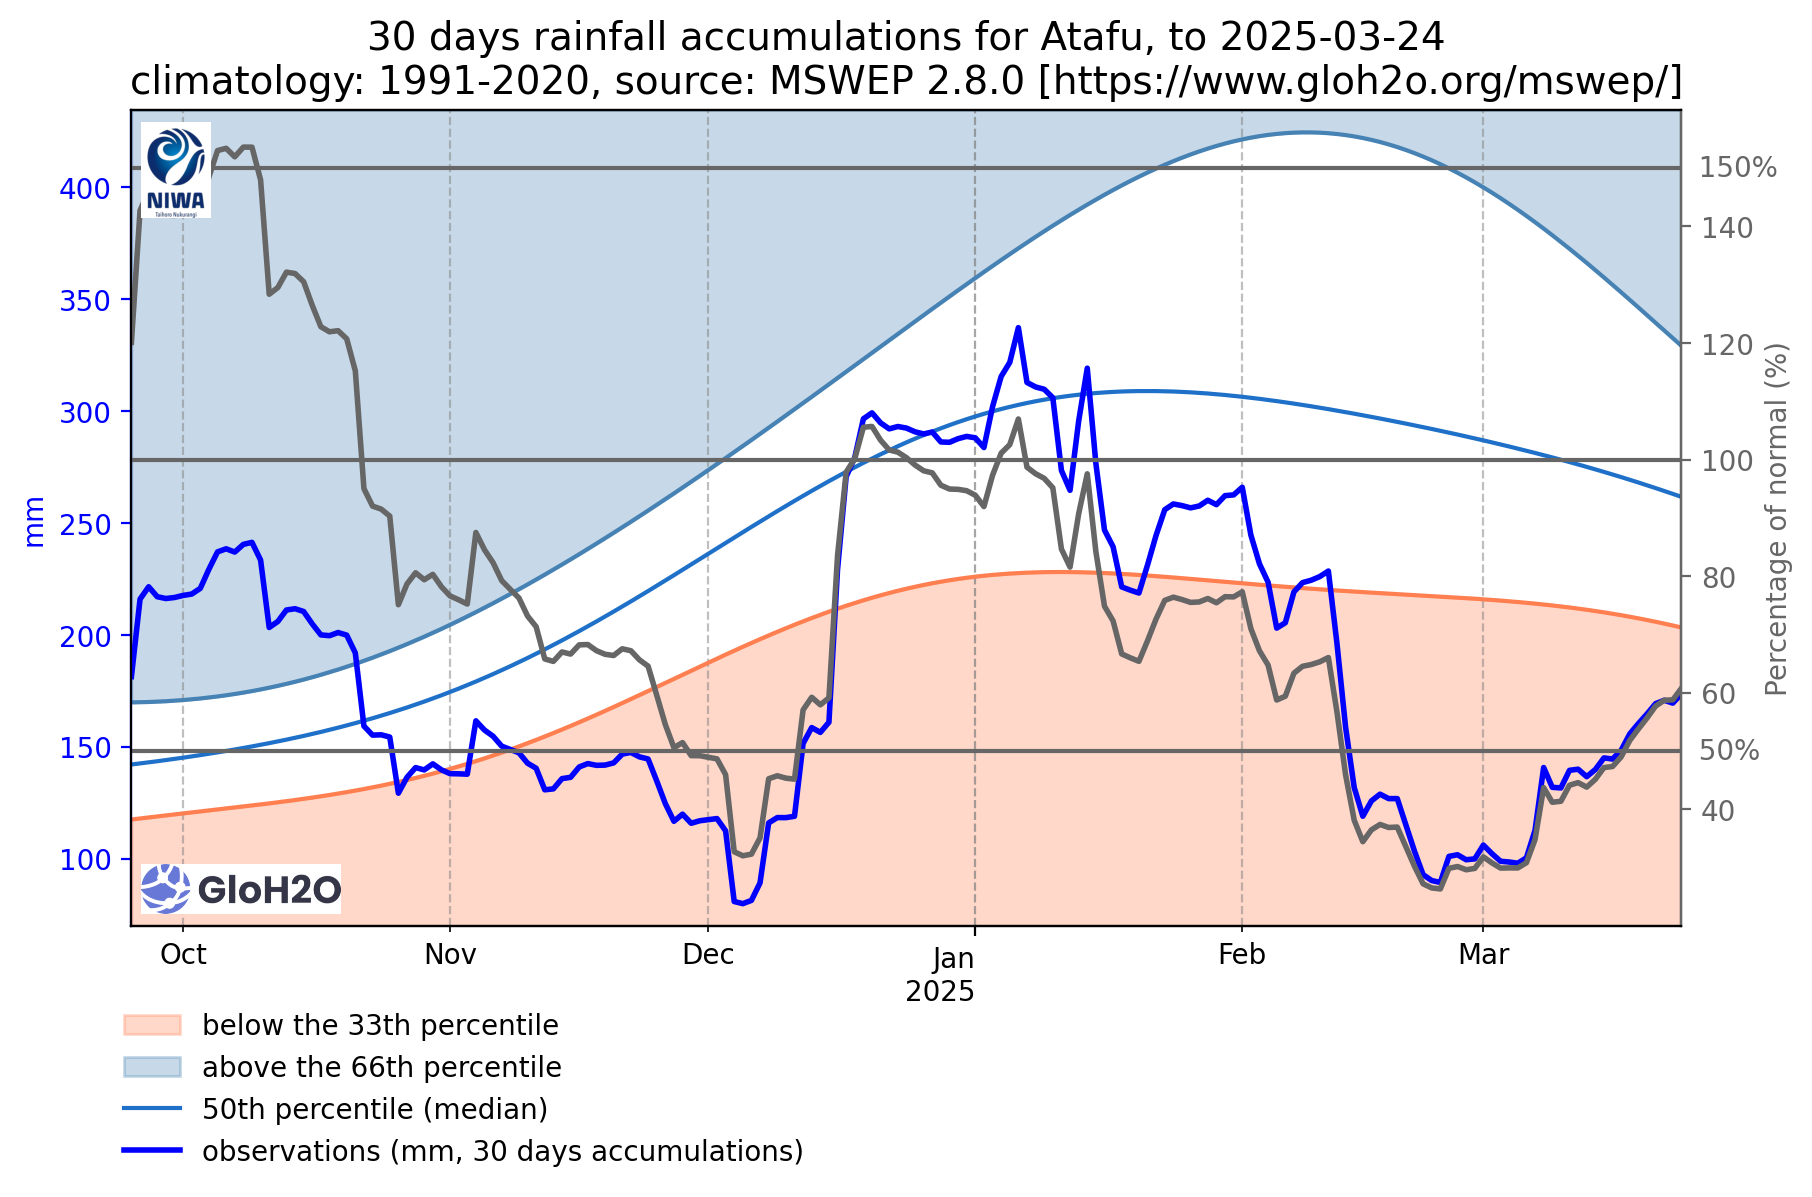 30 days rainfall accumulations for Atafu, to 2025-03-24
climatology: 1991-2020, source: MSWEP 2.8.0 [https://www.gloh2o.org/mswep/]
NIWA
Taihoro Nukurangi
400
350
300
250
200
150
100
mm
150%
140
120
100
80
60
50%
40
Percentage of normal (%)
GloH2O
Oct
Nov
Dec
Jan
2025
Feb
Mar
below the 33th percentile
above the 66th percentile
50th percentile (median)
observations (mm, 30 days accumulations)